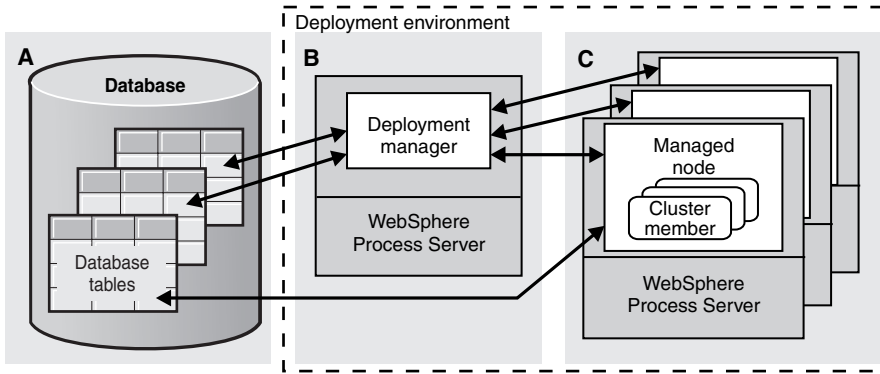 Deployment environment
A
Database
Database
tables
B
Deployment
manager
WebSphere
Process Server
C
Managed
node
Cluster
member
WebSphere
Process Server